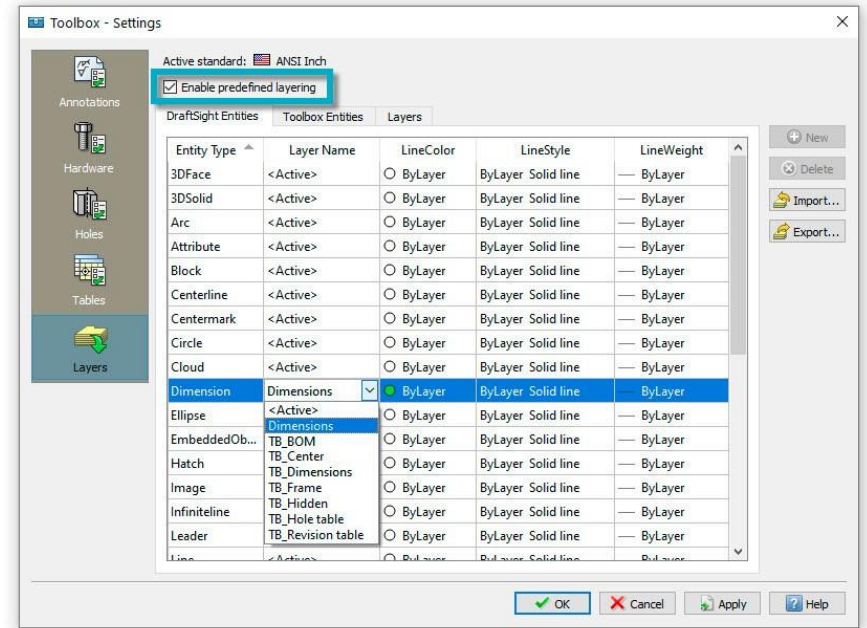 Toolbox - Settings
Active standard: ANSI Inch
Enable predefined layering
Annotations
Hardware
Holes
Tables
Layers
DraftSight Entities Toolbox Entities Layers
Entity Type Layer Name LineColor LineStyle LineWeight
3DFace <Active> ByLayer ByLayer Solid line ByLayer
3DSolid <Active> ByLayer ByLayer Solid line ByLayer
Arc <Active> ByLayer ByLayer Solid line ByLayer
Attribute <Active> ByLayer ByLayer Solid line ByLayer
Block <Active> ByLayer ByLayer Solid line ByLayer
Centerline <Active> ByLayer ByLayer Solid line ByLayer
Centermark <Active> ByLayer ByLayer Solid line ByLayer
Circle <Active> ByLayer ByLayer Solid line ByLayer
Cloud <Active> ByLayer ByLayer Solid line ByLayer
Dimension Dimensions ByLayer ByLayer Solid line ByLayer
Ellipse ByLayer ByLayer Solid line ByLayer
EmbeddedOb... ByLayer ByLayer Solid line ByLayer
Hatch ByLayer ByLayer Solid line ByLayer
Image ByLayer ByLayer Solid line ByLayer
Infiniteline ByLayer ByLayer Solid line ByLayer
Leader ByLayer ByLayer Solid line ByLayer
<Active>
Dimensions
TB_BOM
TB_Center
TB_Dimensions
TB_Frame
TB_Hidden
TB_Hole table
TB_Revision table
New
Delete
Import...
Export...
OK Cancel Apply Help